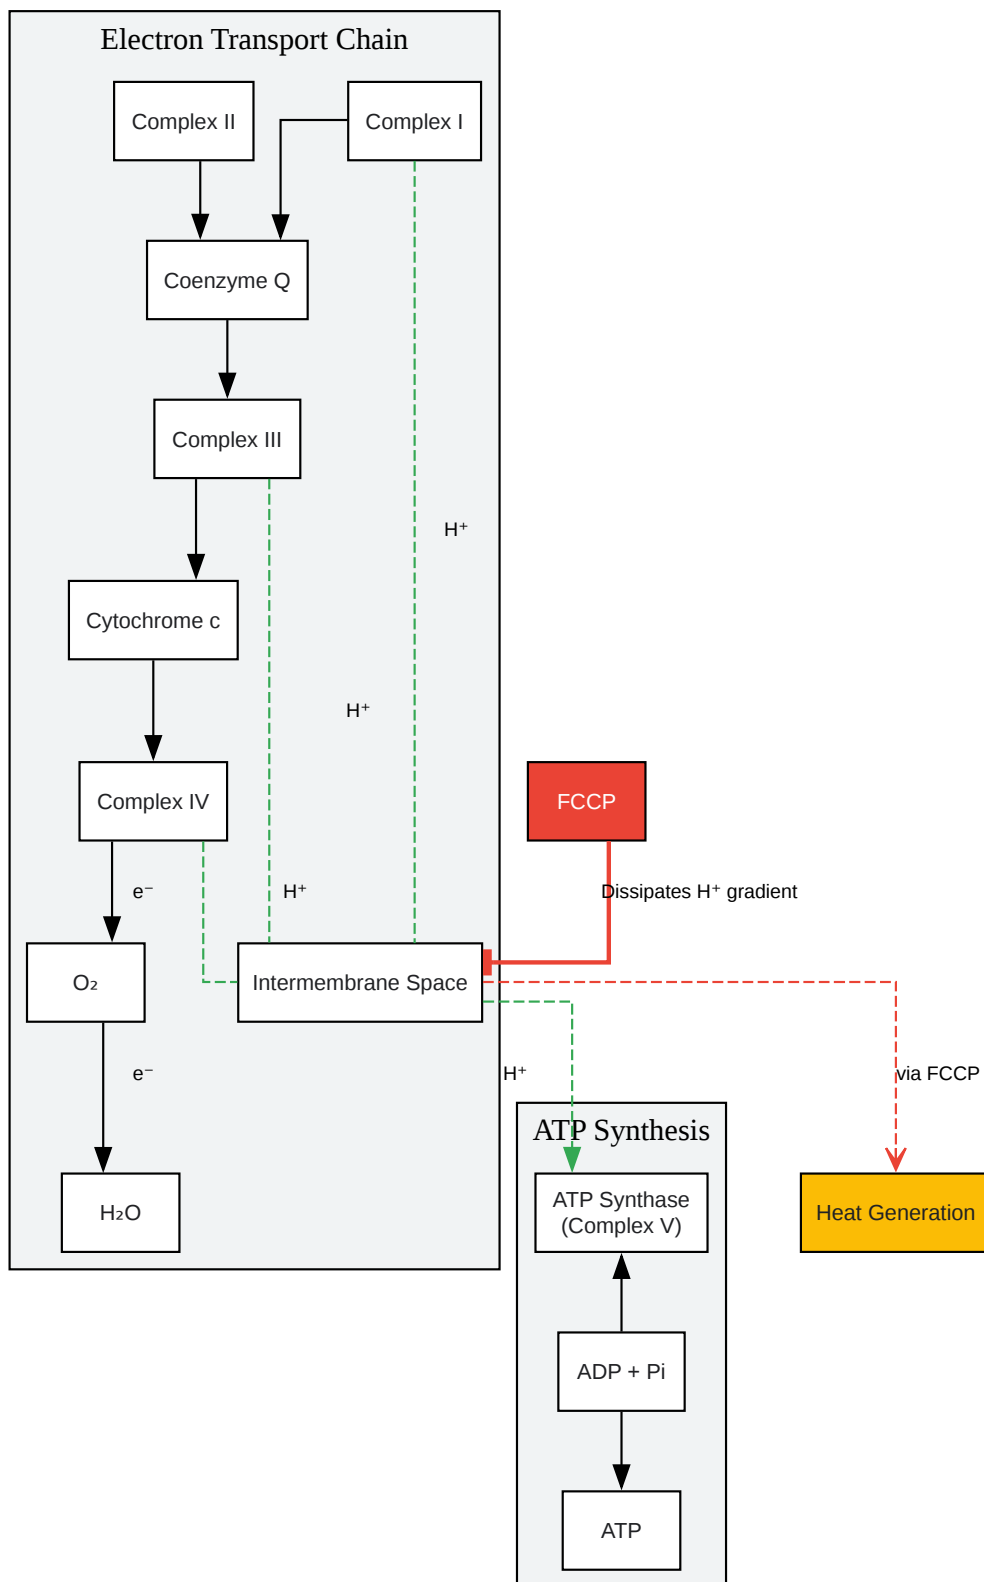 Electron Transport Chain
Complex II
Complex I
Coenzyme Q
Complex III
H⁺
Cytochrome c
H⁺
Complex IV
FCCP
e⁻
H⁺
Dissipates H⁺ gradient
O₂
Intermembrane Space
e⁻
H⁺
via FCCP
ATP Synthesis
H₂O
ATP Synthase
(Complex V)
Heat Generation
ADP + Pi
ATP